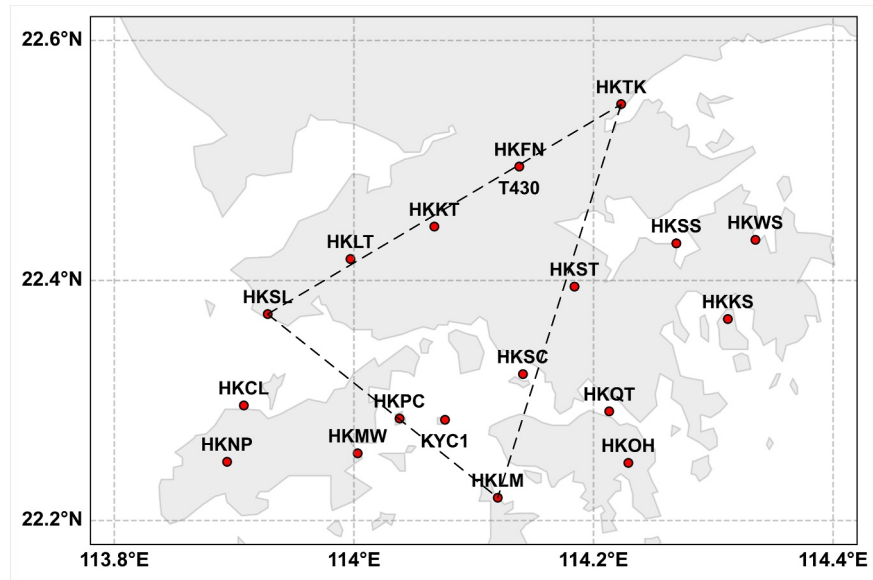 22.6°N
HKTK
HKFN
T430
HKKT
HKLT
HKSS
HKWS
22.4°N
HKST
HKSL
HKKS
HKSC
HKCL
HKPC
HKQT
HKMW
KYC1
HKNP
HKOH
HKLM
22.2°N
113.8°E
114°E
114.2°E
114.4°E